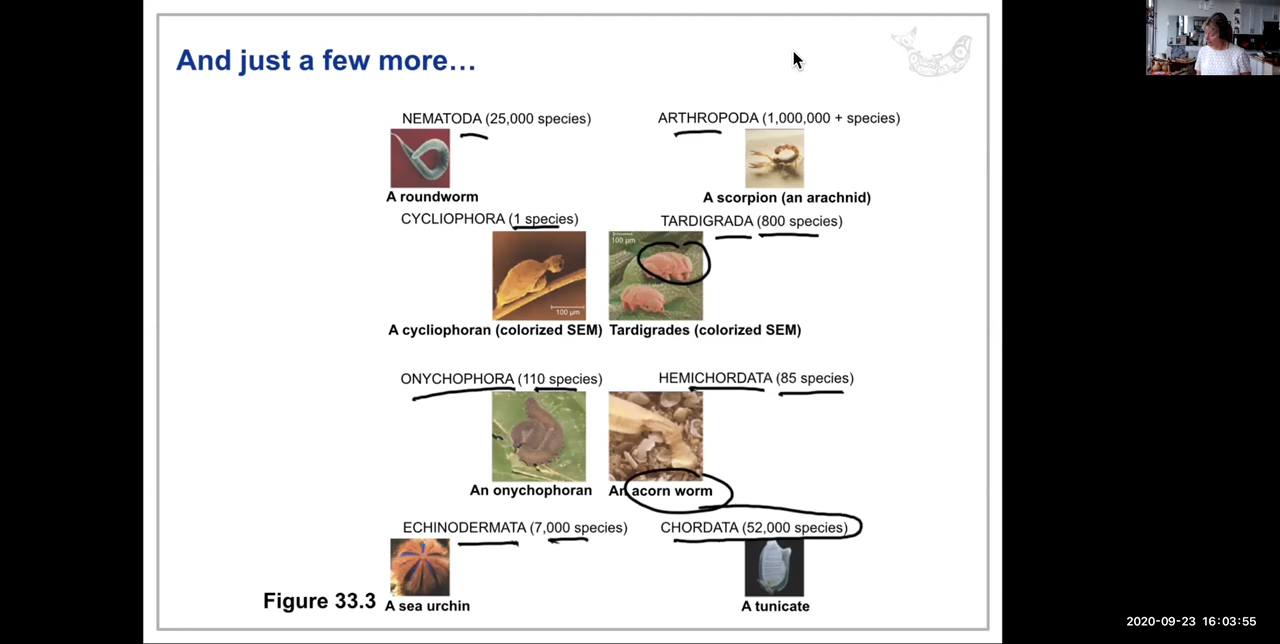 And just a few more…
NEMATODA (25,000 species)
ARTHROPODA (1,000,000 + species)
A roundworm
A scorpion (an arachnid)
CYCLIOPHORA (1 species)
TARDIGRADA (800 species)
100 µm
100 µm
A cycliophoran (colorized SEM)
Tardigrades (colorized SEM)
ONYCHOPHORA (110 species)
HEMICHORDATA (85 species)
An onychophoran
An acorn worm
ECHINODERMATA (7,000 species)
CHORDATA (52,000 species)
Figure 33.3
A sea urchin
A tunicate
2020-09-23 16:03:55